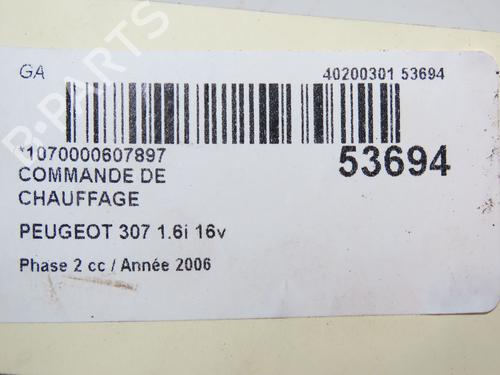 GA
40200301 53694
*1070000607897
53694
COMMANDE DE
CHAUFFAGE
PEUGEOT 307 1.6i 16v
Phase 2 cc / Année 2006
B-PARTS